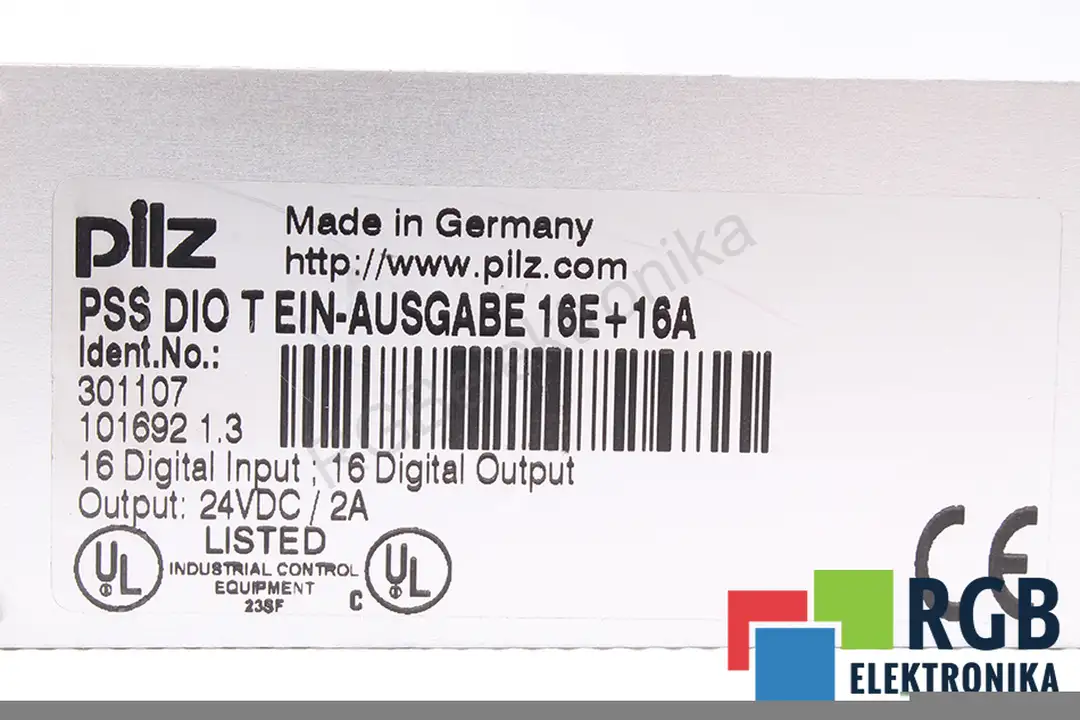 pilz
Made in Germany
http://www.pilz.com
PSS DIO T EIN-AUSGABE 16E+16A
Ident.No.:
301107
101692 1.3
16 Digital Input ; 16 Digital Output
Output: 24VDC / 2A
LISTED
UL
INDUSTRIAL CONTROL
EQUIPMENT
23SF
C
UL
CE
RGBelektronika
RGB
ELEKTRONIKA